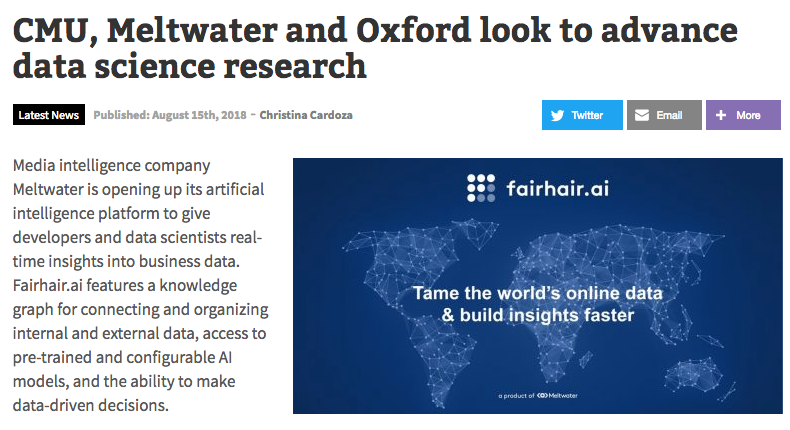 CMU, Meltwater and Oxford look to advance
data science research
Latest News Published: August 15th, 2018 - Christina Cardoza
Twitter Email + More
Media intelligence company
Meltwater is opening up its artificial
intelligence platform to give
developers and data scientists real-
time insights into business data.
Fairhair.ai features a knowledge
graph for connecting and organizing
internal and external data, access to
pre-trained and configurable AI
models, and the ability to make
data-driven decisions.
fairhair.ai
Tame the world's online data
& build insights faster
a product of Meltwater